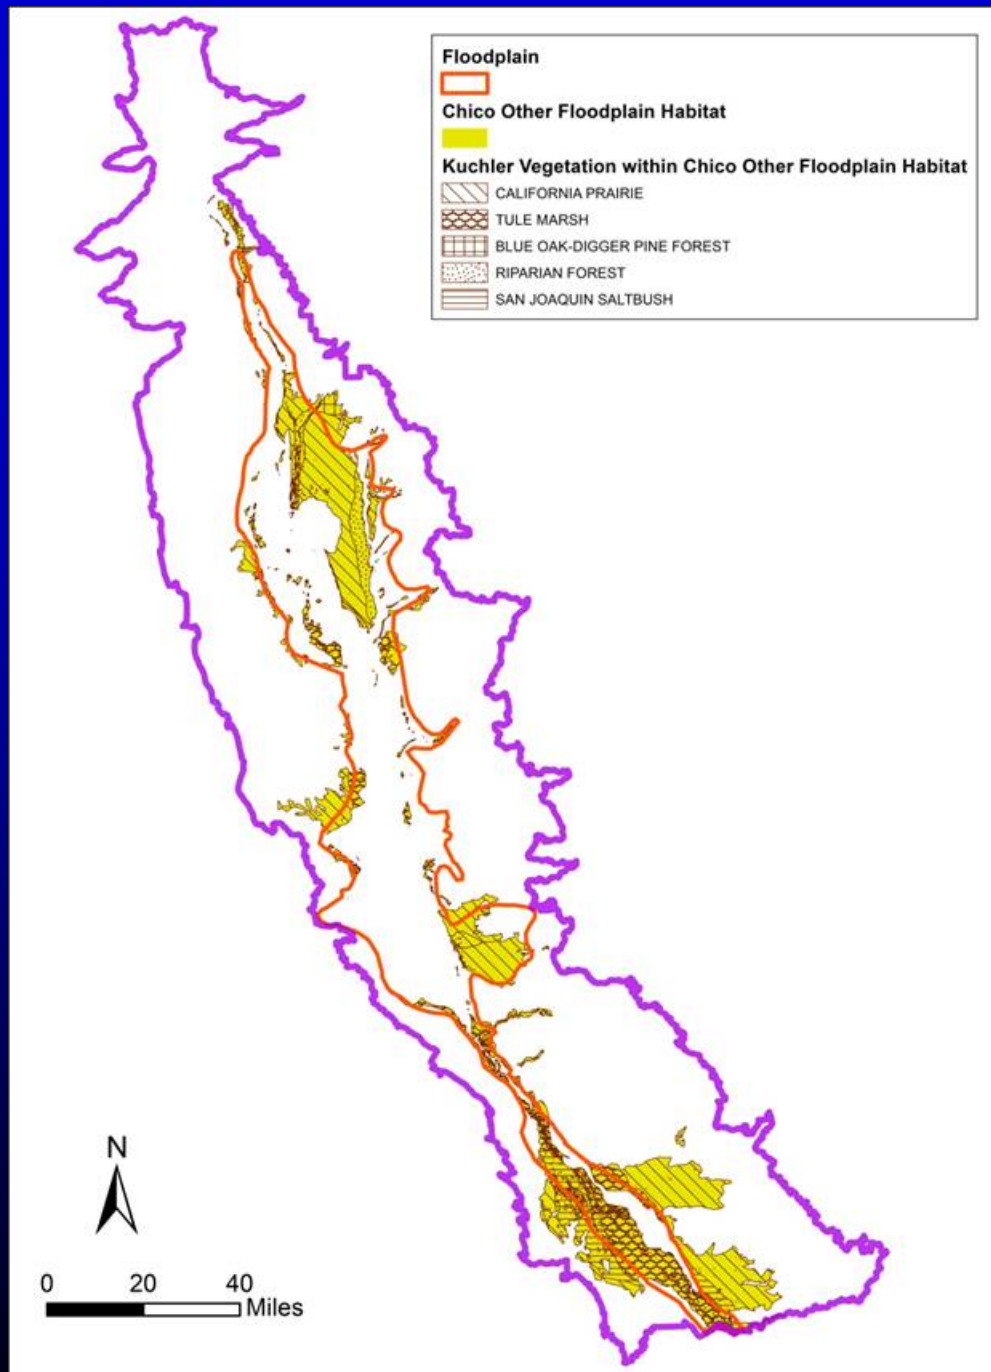 Floodplain
Chico Other Floodplain Habitat
Kuchler Vegetation within Chico Other Floodplain Habitat
CALIFORNIA PRAIRIE
TULE MARSH
BLUE OAK-DIGGER PINE FOREST
RIPARIAN FOREST
SAN JOAQUIN SALTBUSH
N
0 20 40
Miles